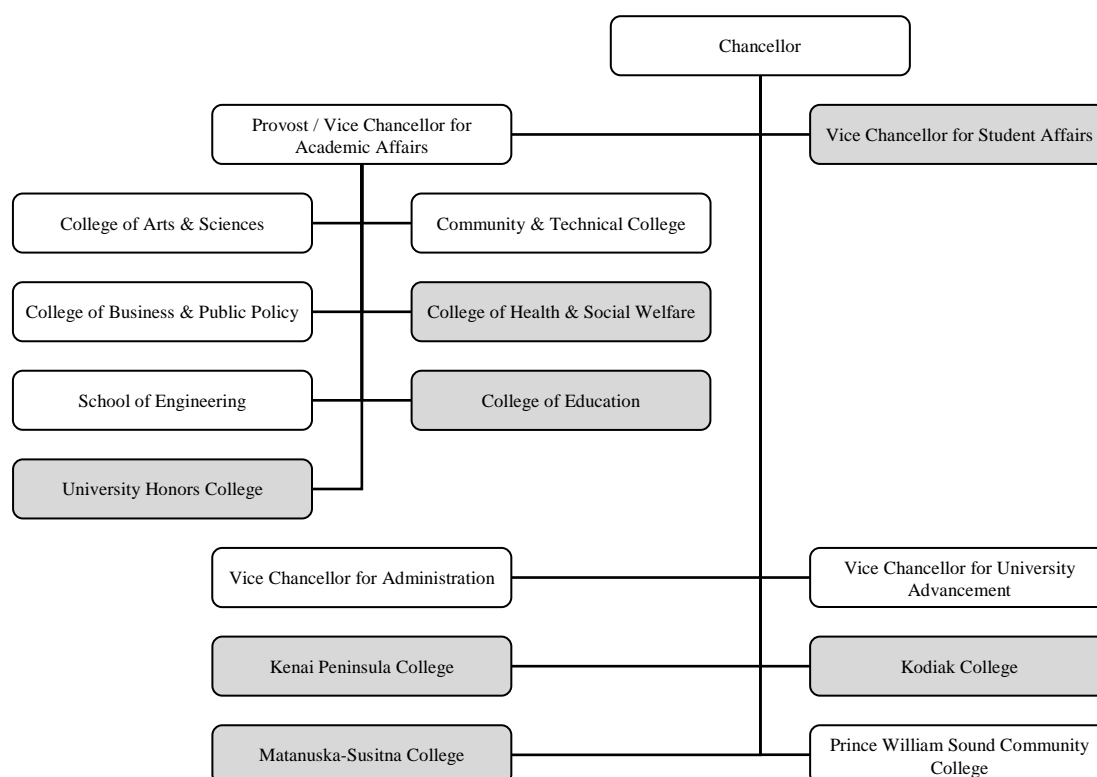 Chancellor
Provost / Vice Chancellor for
Academic Affairs
Vice Chancellor for Student Affairs
College of Arts & Sciences
Community & Technical College
College of Business & Public Policy
College of Health & Social Welfare
School of Engineering
College of Education
University Honors College
Vice Chancellor for Administration
Vice Chancellor for University
Advancement
Kenai Peninsula College
Kodiak College
Matanuska-Susitna College
Prince William Sound Community
College